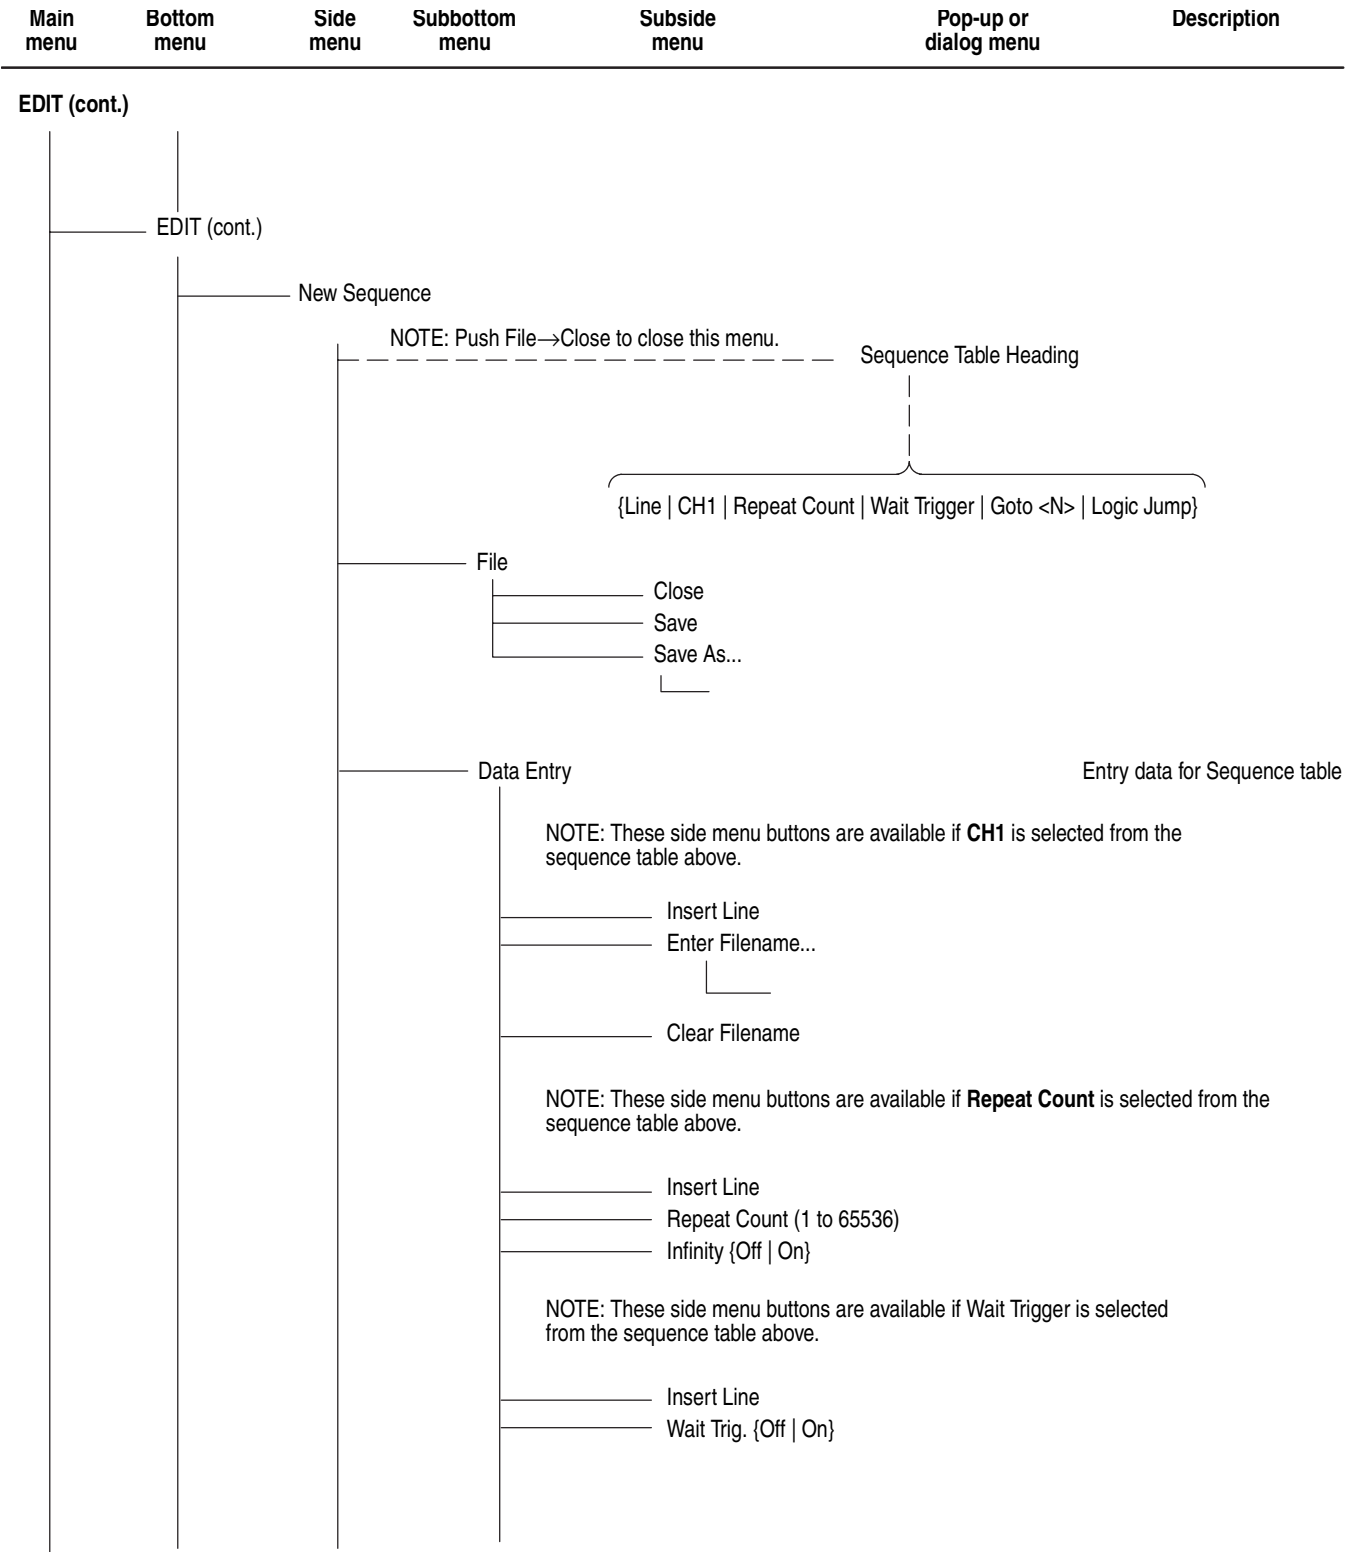 Main menu
Bottom menu
Side menu
Subbottom menu
Subside menu
Pop-up or dialog menu
Description
EDIT (cont.)
EDIT (cont.)
New Sequence
NOTE: Push File→Close to close this menu.
Sequence Table Heading
{Line | CH1 | Repeat Count | Wait Trigger | Goto <N> | Logic Jump}
File
Close
Save
Save As...
Data Entry
Entry data for Sequence table
NOTE: These side menu buttons are available if CH1 is selected from the
sequence table above.
Insert Line
Enter Filename...
Clear Filename
NOTE: These side menu buttons are available if Repeat Count is selected from the
sequence table above.
Insert Line
Repeat Count (1 to 65536)
Infinity {Off | On}
NOTE: These side menu buttons are available if Wait Trigger is selected
from the sequence table above.
Insert Line
Wait Trig. {Off | On}